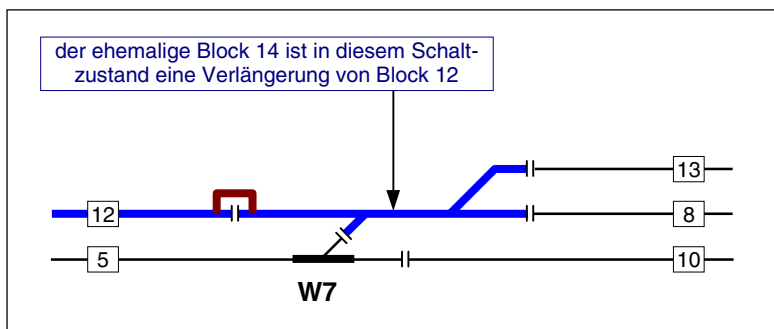 der ehemalige Block 14 ist in diesem Schalt-
zustand eine Verlängerung von Block 12
13
12
8
5
10
W7